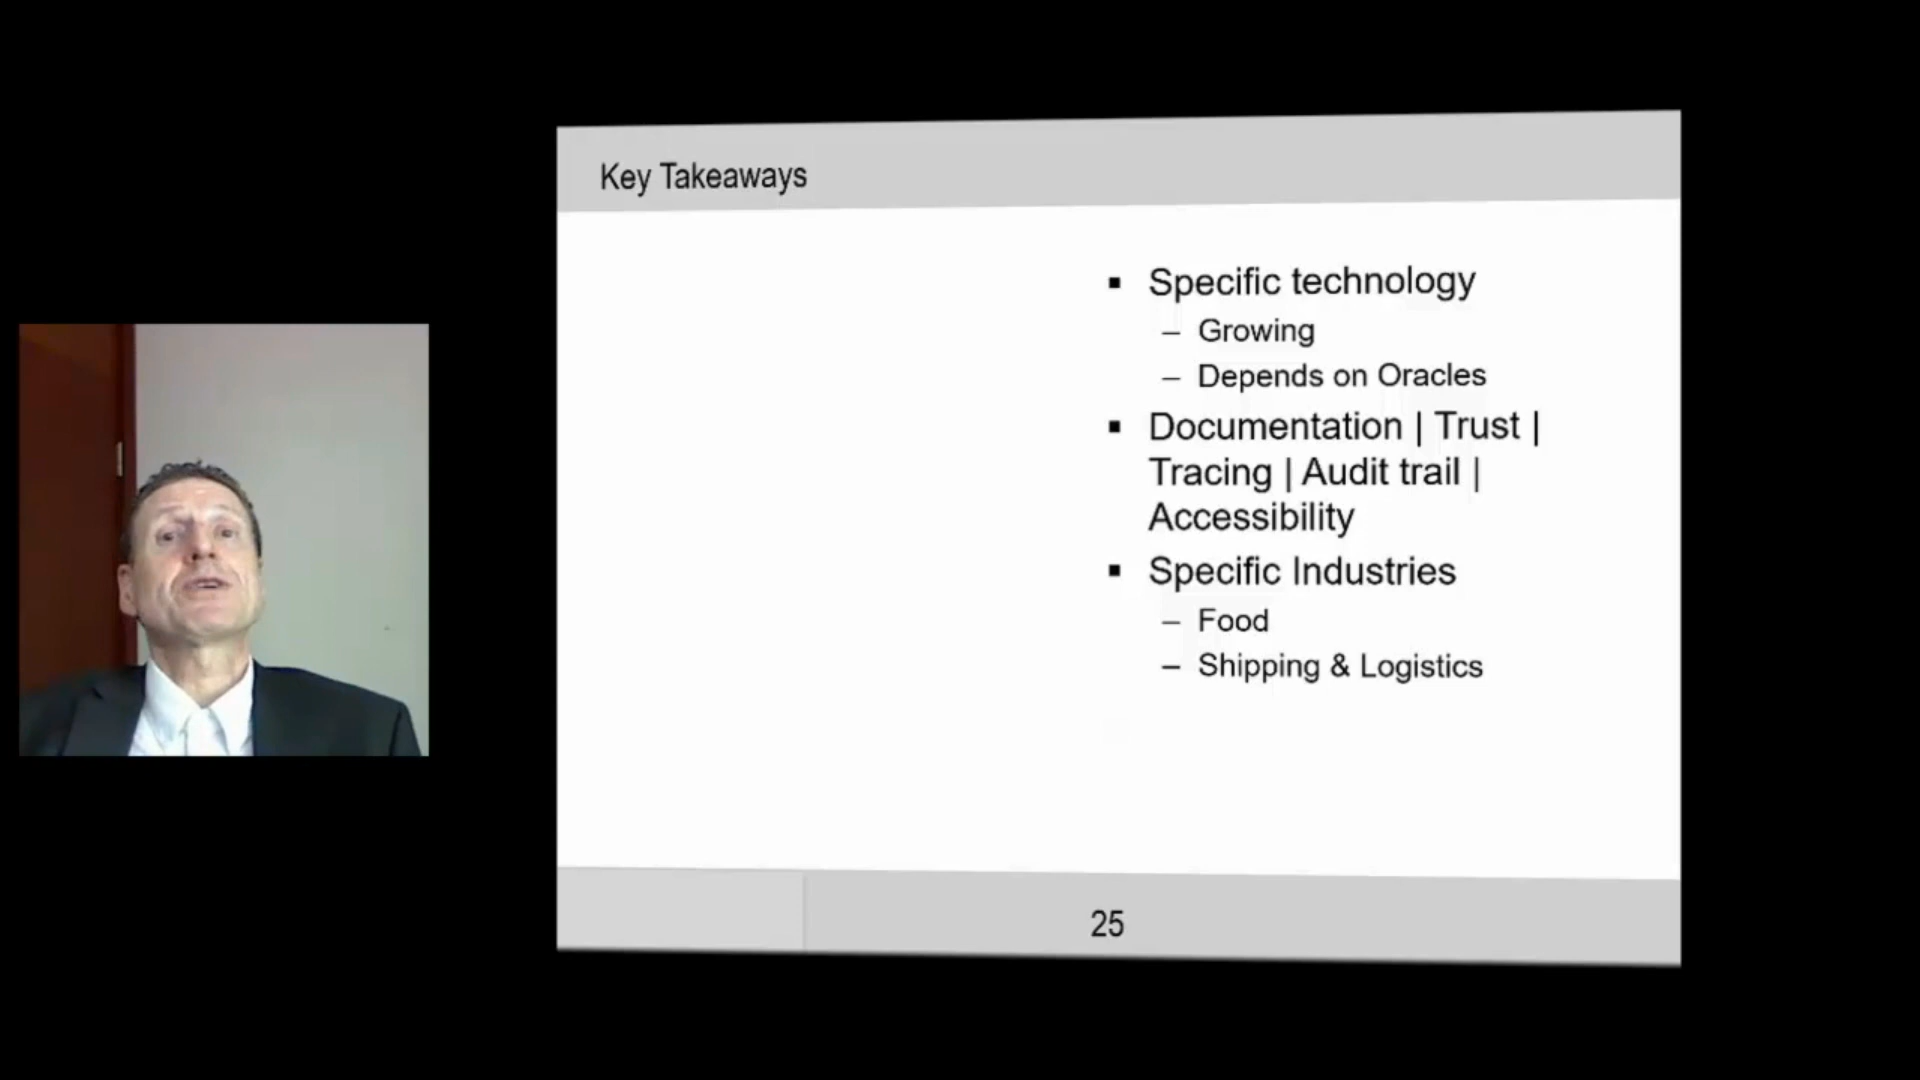 Key Takeaways
▪ Specific technology
– Growing
– Depends on Oracles
▪ Documentation | Trust |
Tracing | Audit trail |
Accessibility
▪ Specific Industries
– Food
– Shipping & Logistics
25